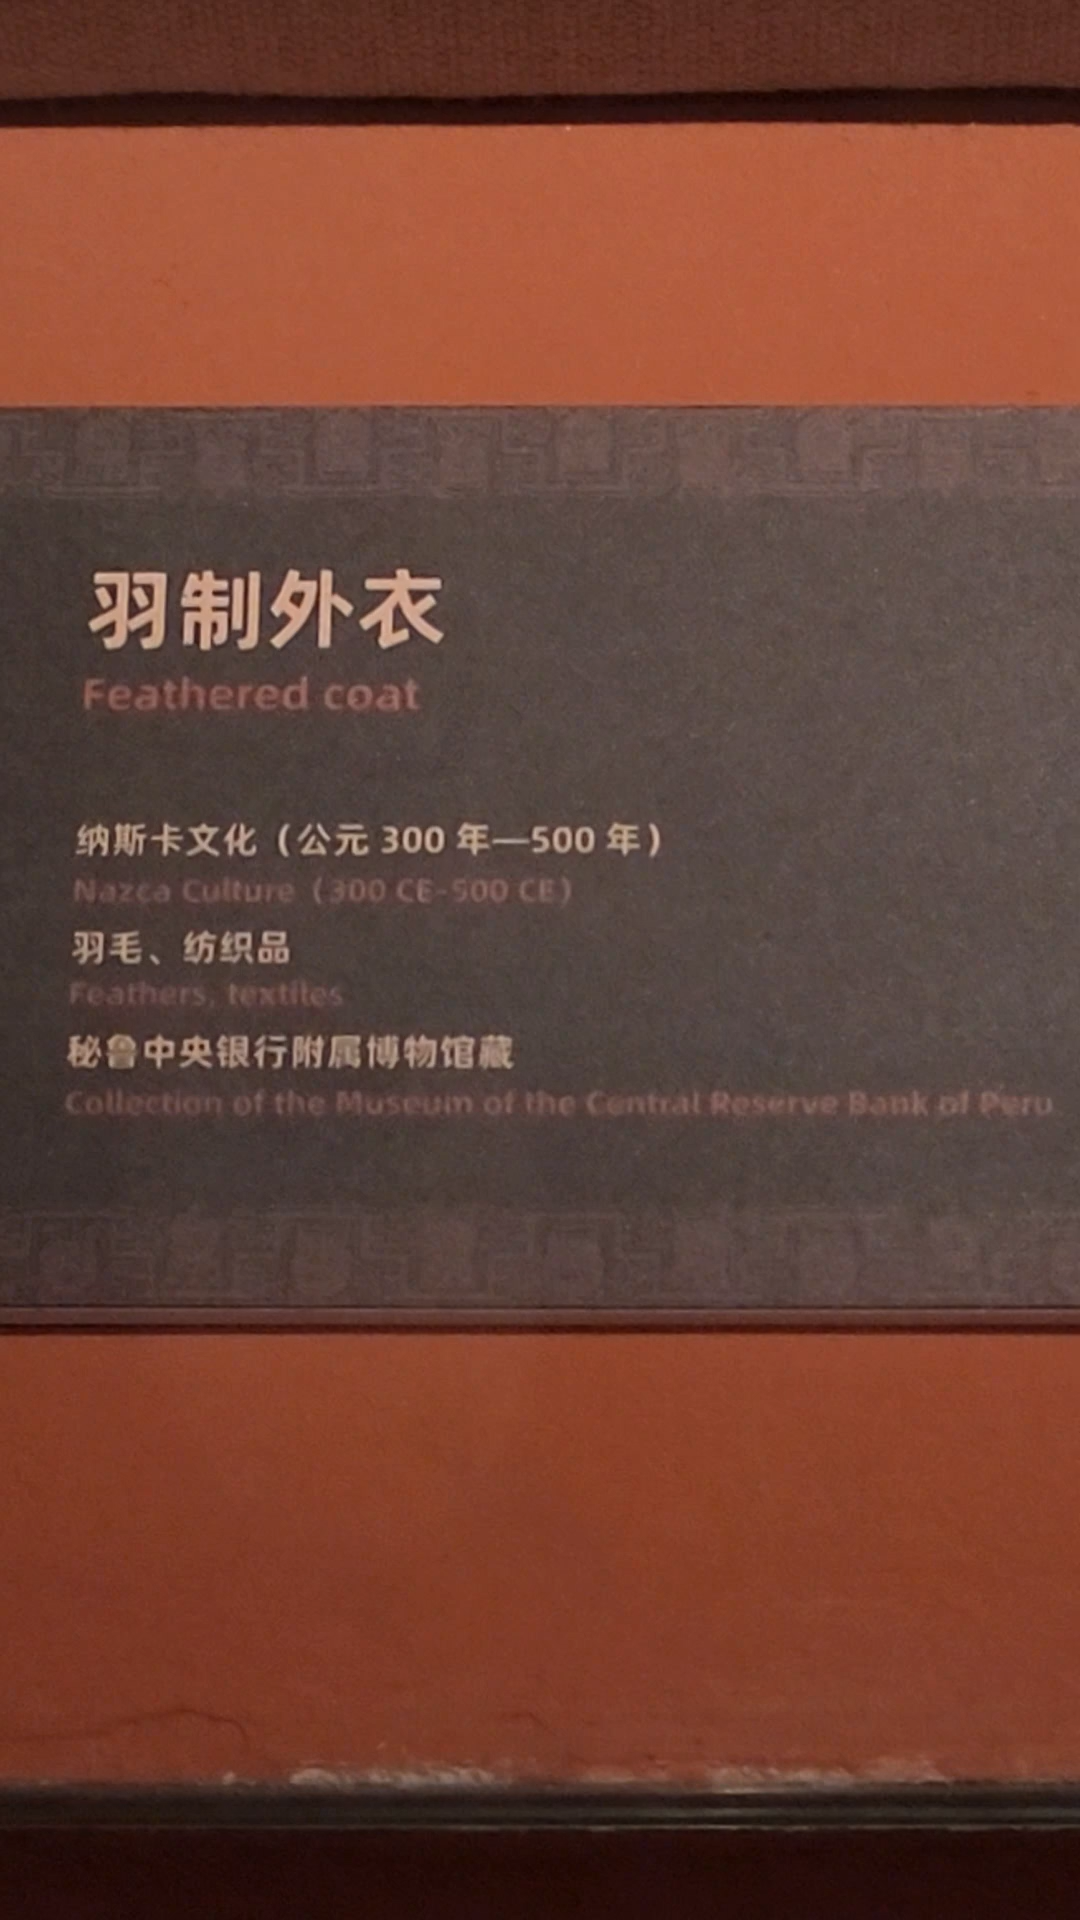 羽制外衣
Feathered coat
纳斯卡文化（公元 300 年—500 年）
Nazca Culture（300 CE-500 CE）
羽毛、纺织品
Feathers, textiles
秘鲁中央银行附属博物馆藏
Collection of the Museum of the Central Reserve Bank of Peru